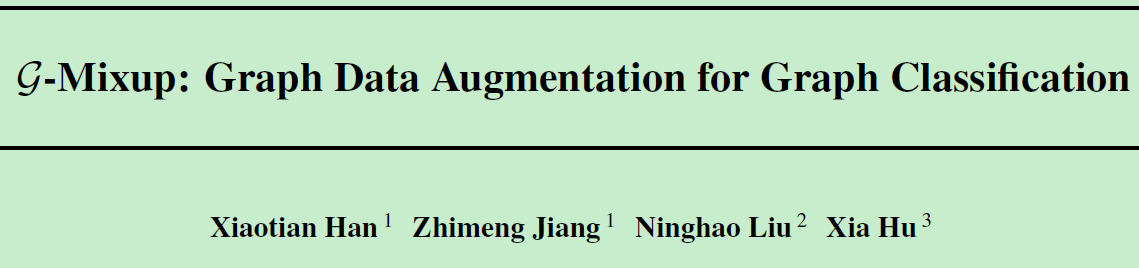 𝒢-Mixup: Graph Data Augmentation for Graph Classification
Xiaotian Han 1 Zhimeng Jiang 1 Ninghao Liu 2 Xia Hu 3